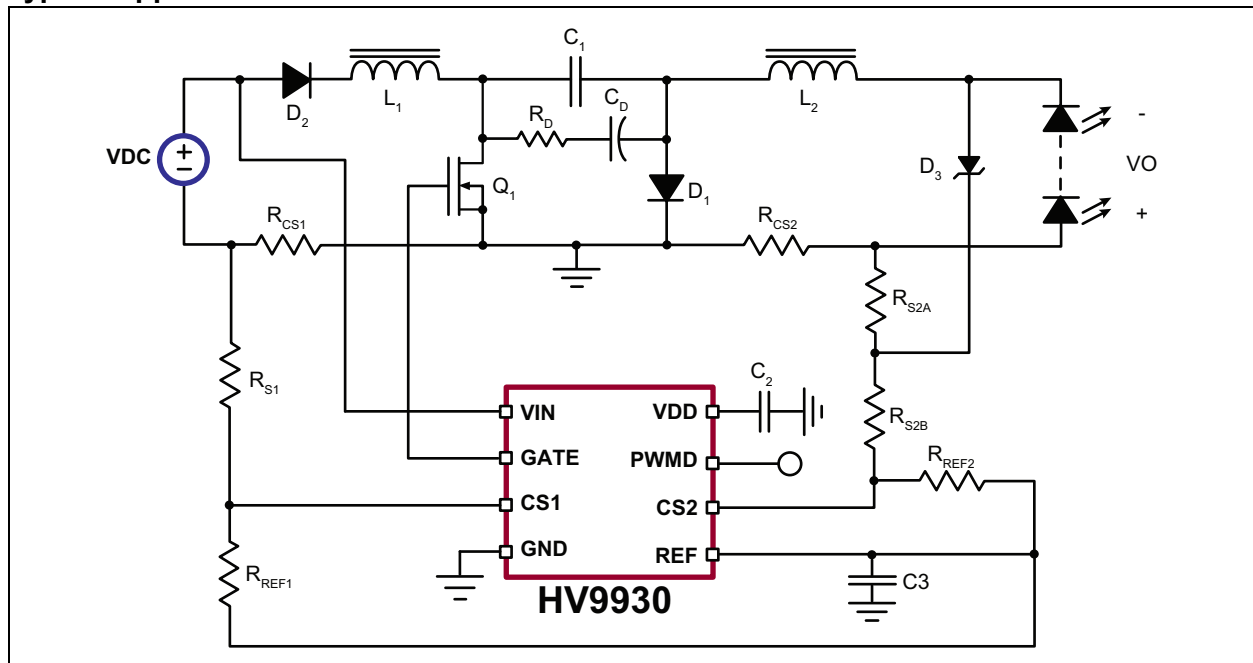 C1
CD
RD
L1
L2
D2
VDC
+
−
Q1
D1
D3
-
VO
+
RCS1
RCS2
RS2A
RS1
C2
VIN
VDD
RS2B
GATE
PWMD
RREF2
CS1
CS2
GND
REF
RREF1
C3
HV9930